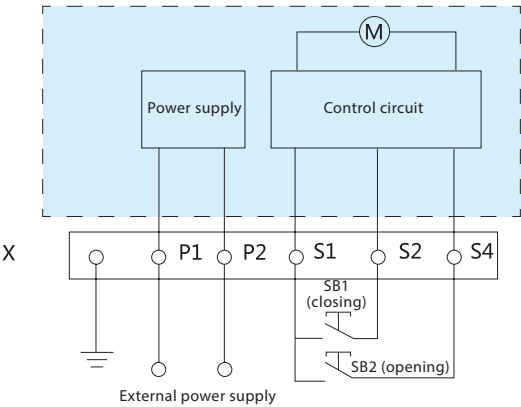 M
Power supply
Control circuit
X
P1
P2
S1
S2
S4
SB1
(closing)
SB2 (opening)
External power supply